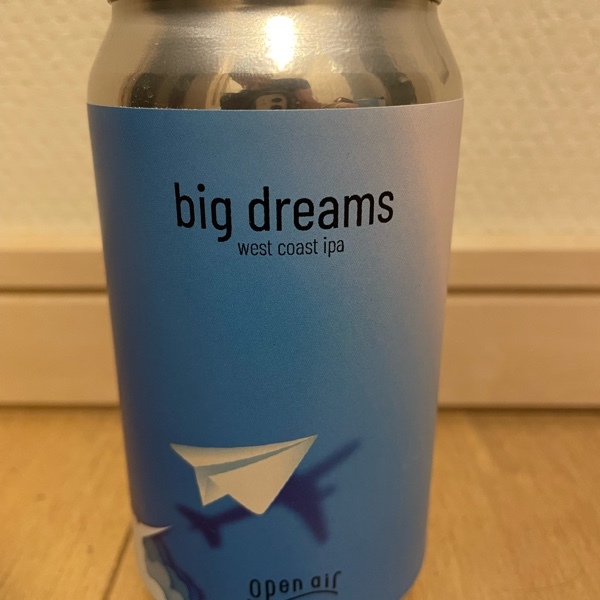 big dreams
west coast ipa
open air